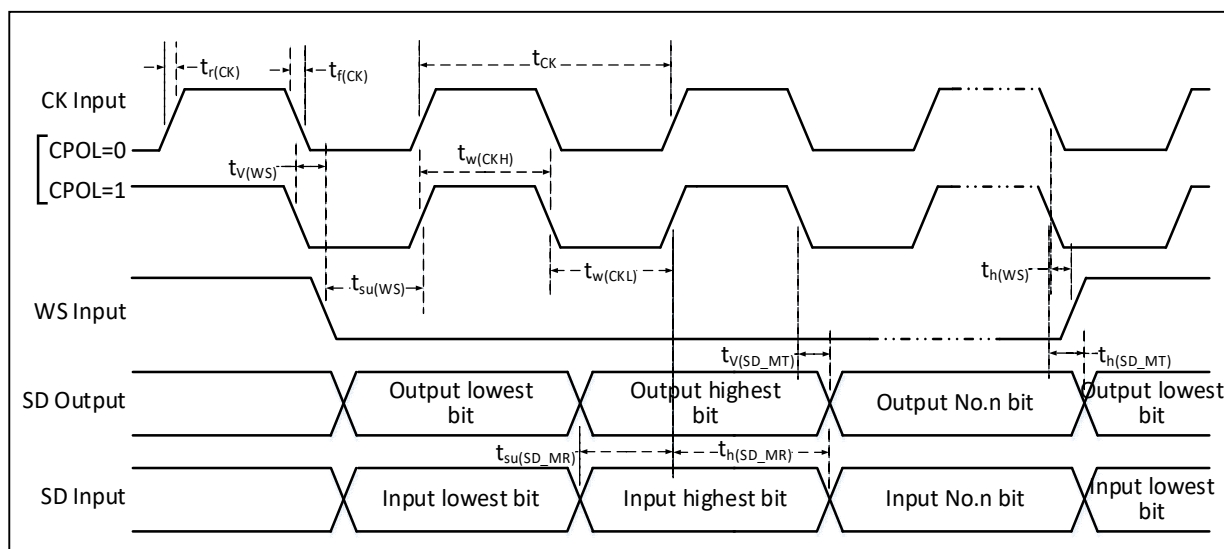 t_r(CK)
t_f(CK)
t_CK
CK Input
CPOL=0
t_V(WS)
t_w(CKH)
CPOL=1
t_su(WS)
t_w(CKL)
t_h(WS)
WS Input
t_V(SD_MT)
t_h(SD_MT)
SD Output
Output lowest
bit
Output highest
bit
Output No.n bit
Output lowest
bit
t_su(SD_MR)
t_h(SD_MR)
SD Input
Input lowest bit
Input highest bit
Input No.n bit
Input lowest
bit